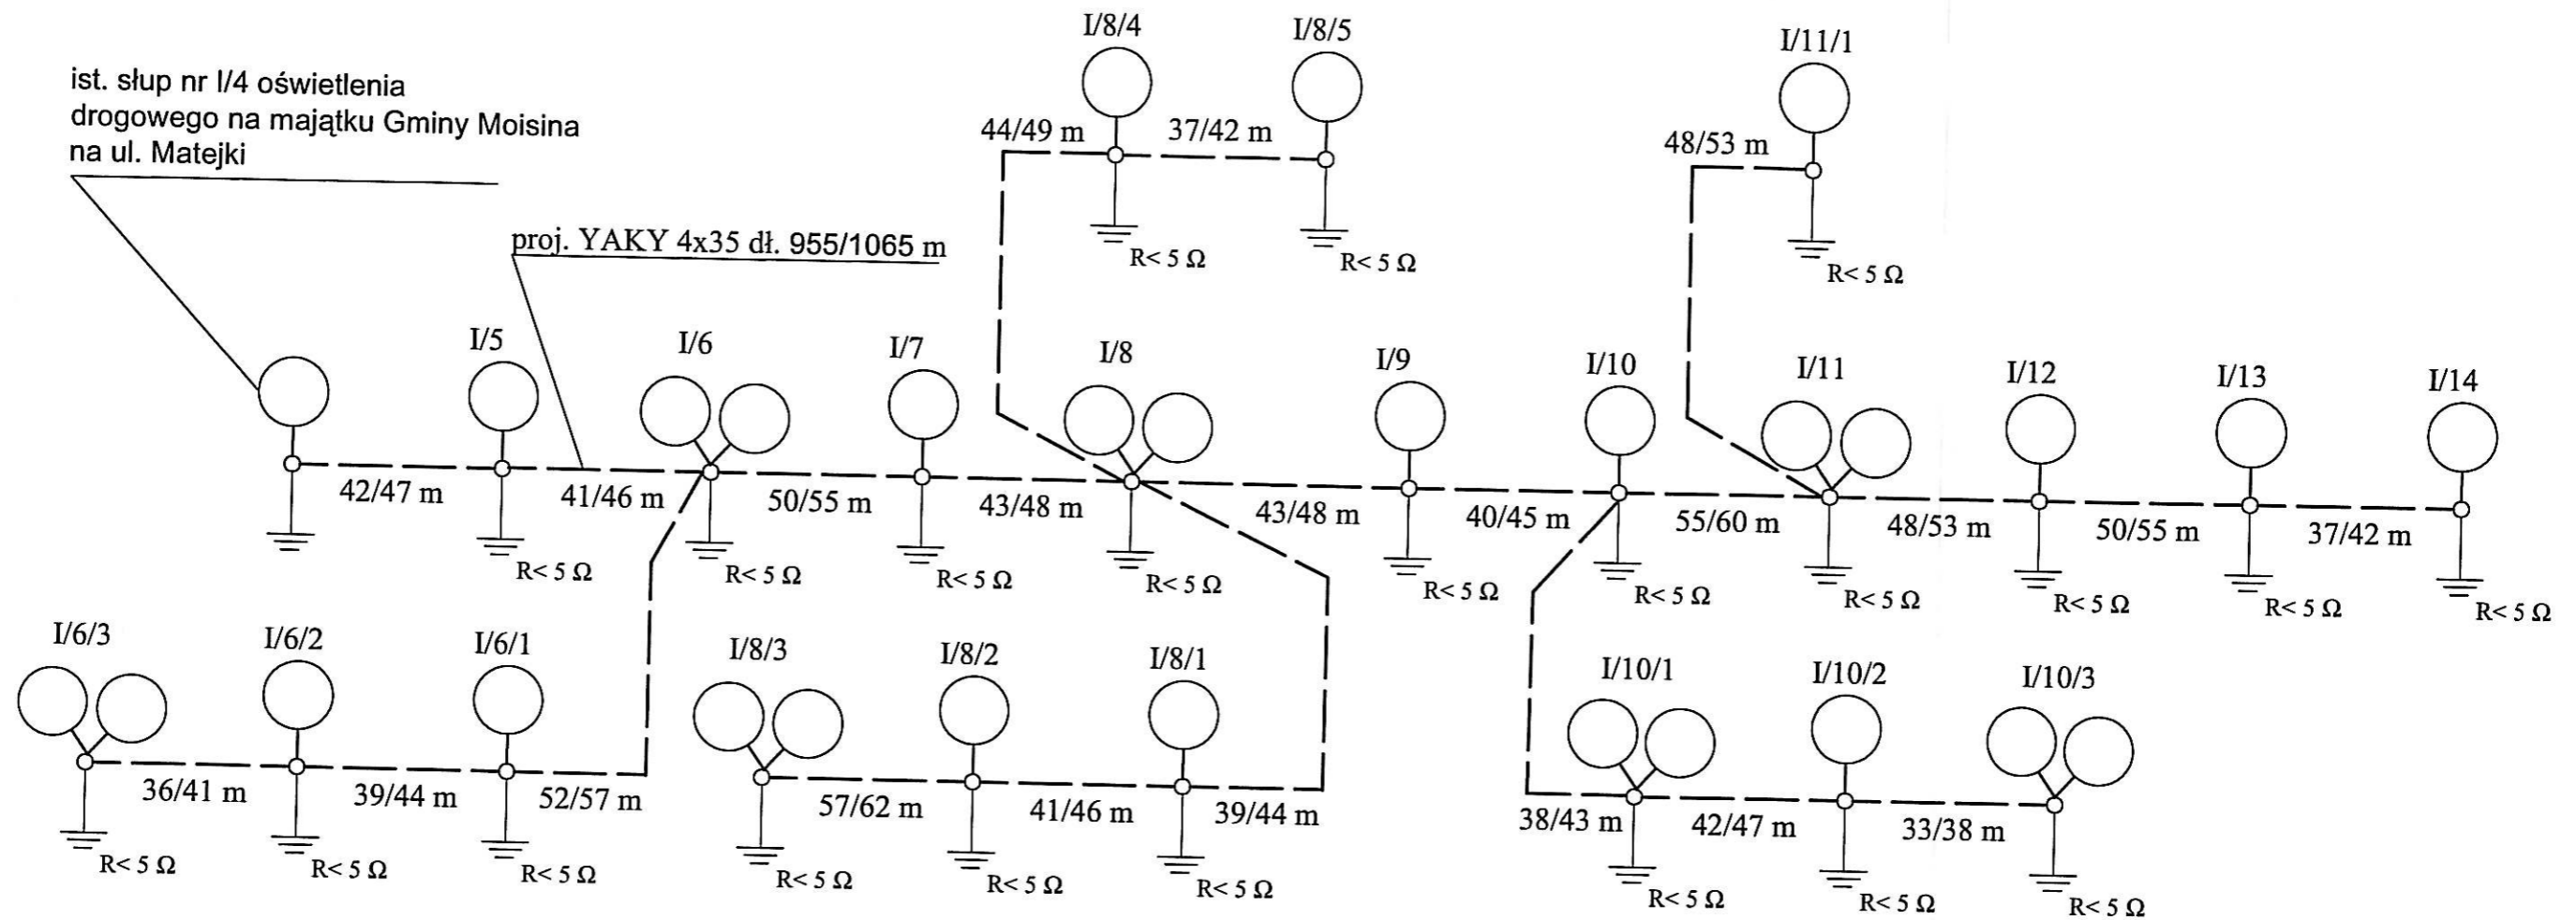 I/8/4
I/8/5
I/11/1
ist. słup nr I/4 oświetlenia
drogowego na majątku Gminy Moisina
na ul. Matejki
44/49 m
37/42 m
48/53 m
proj. YAKY 4x35 dł. 955/1065 m
R< 5 Ω
R< 5 Ω
R< 5 Ω
I/5
I/6
I/7
I/8
I/9
I/10
I/11
I/12
I/13
I/14
42/47 m
41/46 m
50/55 m
43/48 m
43/48 m
40/45 m
55/60 m
48/53 m
50/55 m
37/42 m
R< 5 Ω
R< 5 Ω
R< 5 Ω
R< 5 Ω
R< 5 Ω
R< 5 Ω
R< 5 Ω
R< 5 Ω
R< 5 Ω
R< 5 Ω
I/6/3
I/6/2
I/6/1
I/8/3
I/8/2
I/8/1
I/10/1
I/10/2
I/10/3
36/41 m
39/44 m
52/57 m
57/62 m
41/46 m
39/44 m
38/43 m
42/47 m
33/38 m
R< 5 Ω
R< 5 Ω
R< 5 Ω
R< 5 Ω
R< 5 Ω
R< 5 Ω
R< 5 Ω
R< 5 Ω
R< 5 Ω